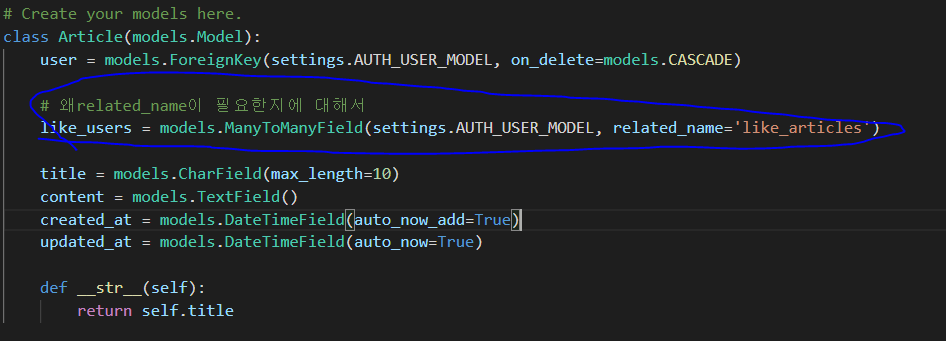 # Create your models here.
class Article(models.Model):
user = models.ForeignKey(settings.AUTH_USER_MODEL, on_delete=models.CASCADE)
# 왜related_name이 필요한지에 대해서
like_users = models.ManyToManyField(settings.AUTH_USER_MODEL, related_name='like_articles')
title = models.CharField(max_length=10)
content = models.TextField()
created_at = models.DateTimeField(auto_now_add=True)
updated_at = models.DateTimeField(auto_now=True)
def __str__(self):
return self.title